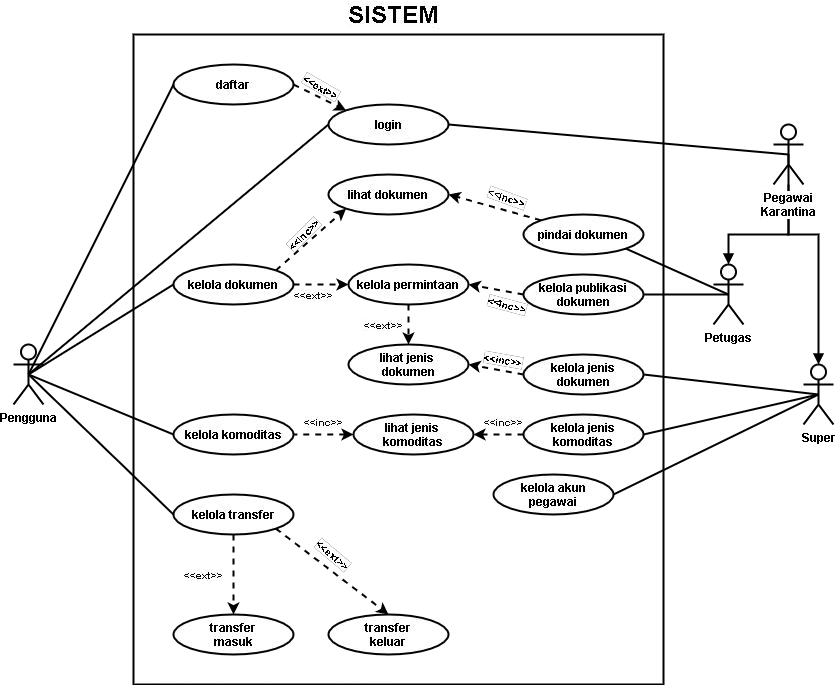 SISTEM
daftar
<<ext>>
login
lihat dokumen
<<inc>>
<<inc>>
pindai dokumen
Pegawai
Karantina
kelola dokumen
<<ext>>
kelola permintaan
<<inc>>
kelola publikasi
dokumen
Petugas
<<ext>>
lihat jenis
dokumen
<<inc>>
kelola jenis
dokumen
Pengguna
kelola komoditas
<<inc>>
lihat jenis
komoditas
<<inc>>
kelola jenis
komoditas
Super
kelola akun
pegawai
kelola transfer
<<ext>>
<<ext>>
transfer
masuk
transfer
keluar